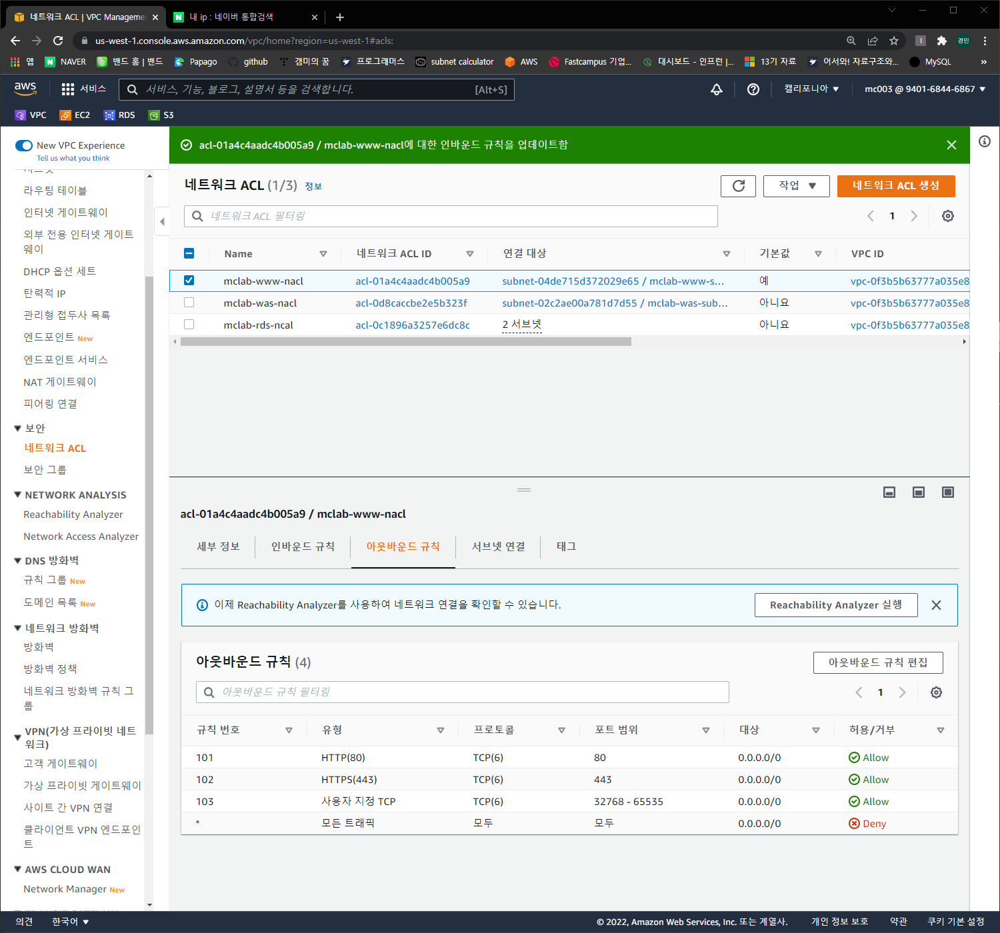 네트워크 ACL | VPC Manageme
내 ip : 네이버 통합검색
us-west-1.console.aws.amazon.com/vpc/home?region=us-west-1#acls:
경민
앱
NAVER
밴드 홈 | 밴드
Papago
github
캠미의 꿈
프로그래머스
subnet calculator
AWS
Fastcampus 기업...
대시보드 - 인프런 |...
13기 자료
어서와! 자료구조와...
MySQL
»
aws
서비스
서비스, 기능, 블로그, 설명서 등을 검색합니다.
[Alt+S]
캘리포니아 ▼
mc003 @ 9401-6844-6867 ▼
VPC
EC2
RDS
S3
New VPC Experience
Tell us what you think
라우팅 테이블
인터넷 게이트웨이
외부 전용 인터넷 게이트
웨이
DHCP 옵션 세트
탄력적 IP
관리형 접두사 목록
엔드포인트 New
엔드포인트 서비스
NAT 게이트웨이
피어링 연결
▼ 보안
네트워크 ACL
보안 그룹
▼ NETWORK ANALYSIS
Reachability Analyzer
Network Access Analyzer
▼ DNS 방화벽
규칙 그룹 New
도메인 목록 New
▼ 네트워크 방화벽
방화벽
방화벽 정책
네트워크 방화벽 규칙 그
룹
▼ VPN(가상 프라이빗 네트
워크)
고객 게이트웨이
가상 프라이빗 게이트웨이
사이트 간 VPN 연결
클라이언트 VPN 엔드포인
트
▼ AWS CLOUD WAN
Network Manager New
acl-01a4c4aadc4b005a9 / mclab-www-nacl에 대한 인바운드 규칙을 업데이트함
네트워크 ACL (1/3) 정보
작업 ▼
네트워크 ACL 생성
네트워크 ACL 필터링
1
Name 네트워크 ACL ID 연결 대상 기본값 VPC ID
mclab-www-nacl acl-01a4c4aadc4b005a9 subnet-04de715d372029e65 / mclab-www-s... 예 vpc-0f3b5b63777a035e8
mclab-was-nacl acl-0d8caccbe2e5b323f subnet-02c2ae00a781d7d55 / mclab-was-sub... 아니요 vpc-0f3b5b63777a035e8
mclab-rds-ncal acl-0c1896a3257e6dc8c 2 서브넷 아니요 vpc-0f3b5b63777a035e8
acl-01a4c4aadc4b005a9 / mclab-www-nacl
세부 정보
인바운드 규칙
아웃바운드 규칙
서브넷 연결
태그
이제 Reachability Analyzer를 사용하여 네트워크 연결을 확인할 수 있습니다.
Reachability Analyzer 실행
아웃바운드 규칙 (4)
아웃바운드 규칙 편집
아웃바운드 규칙 필터링
1
규칙 번호 유형 프로토콜 포트 범위 대상 허용/거부
101 HTTP(80) TCP(6) 80 0.0.0.0/0 Allow
102 HTTPS(443) TCP(6) 443 0.0.0.0/0 Allow
103 사용자 지정 TCP TCP(6) 32768 - 65535 0.0.0.0/0 Allow
* 모든 트래픽 모두 모두 0.0.0.0/0 Deny
의견
한국어 ▼
© 2022, Amazon Web Services, Inc. 또는 계열사.
개인 정보 보호
약관
쿠키 기본 설정